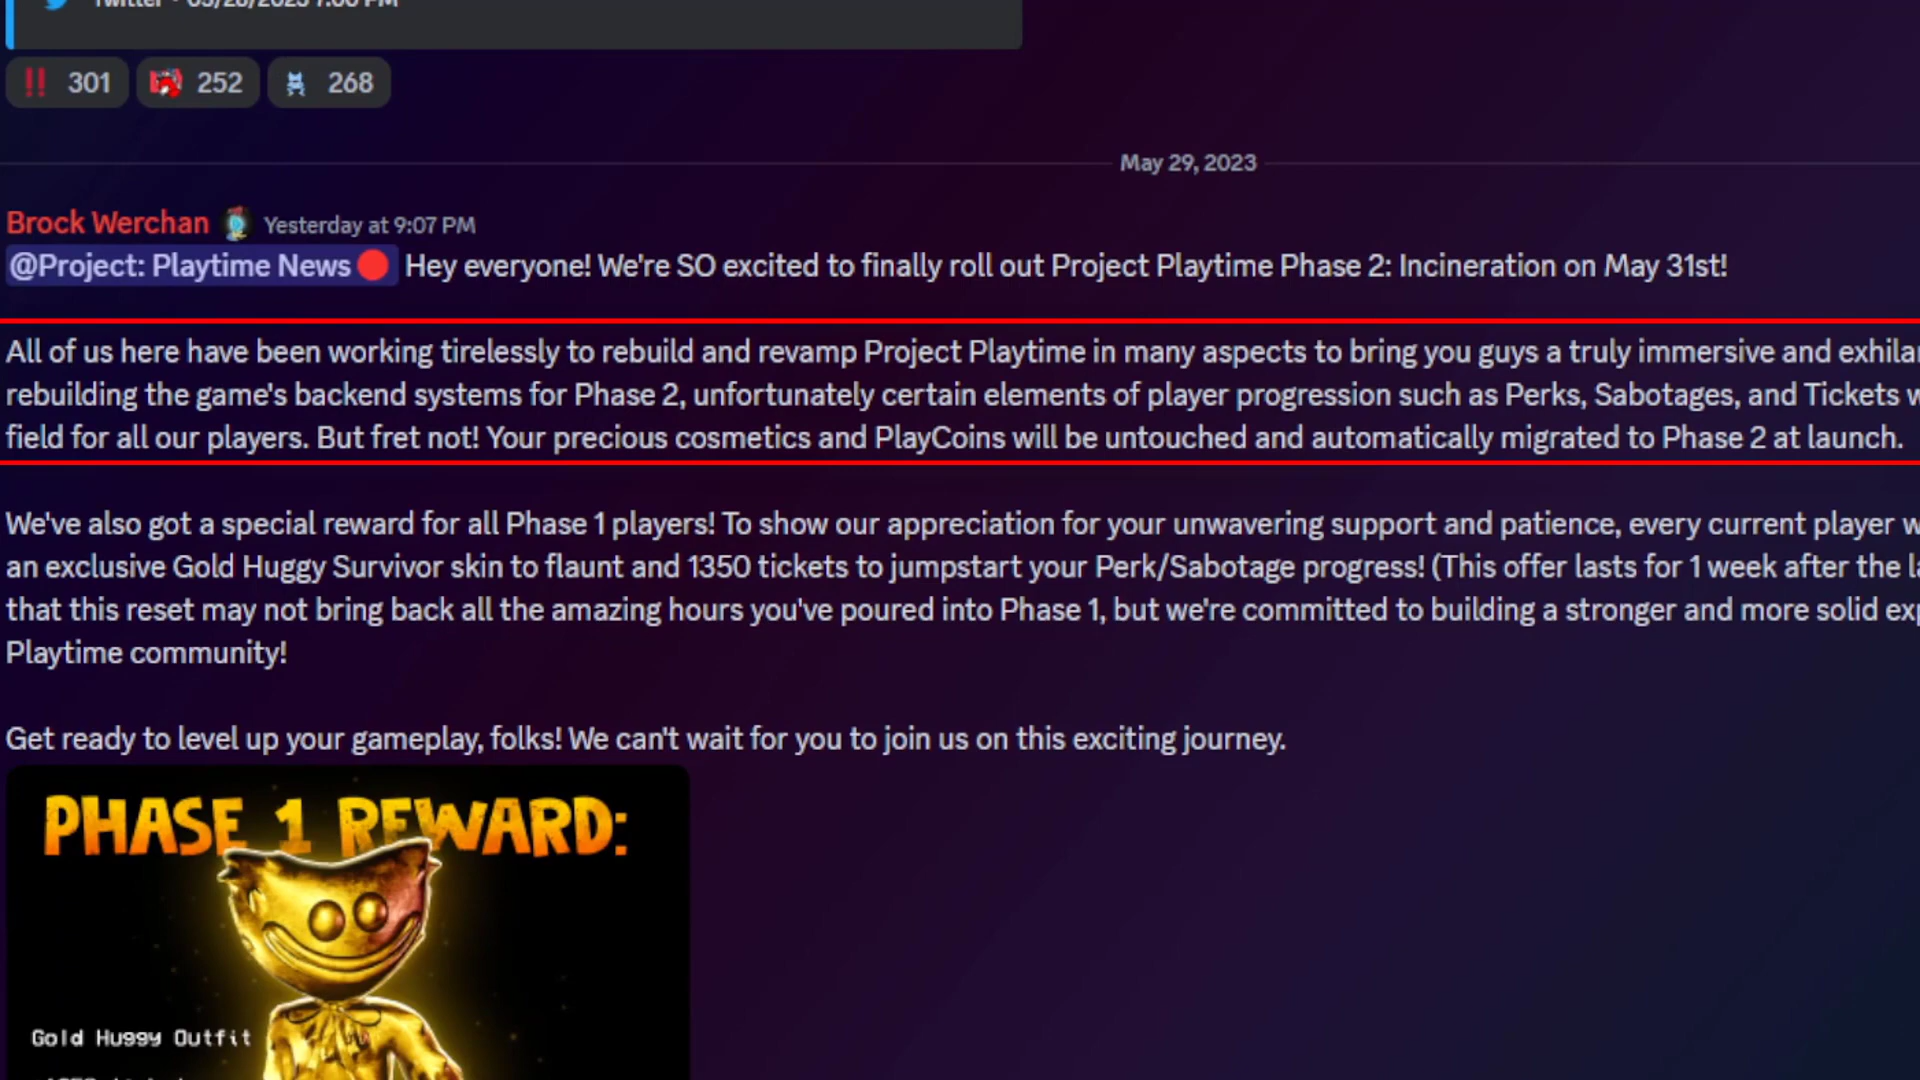 Twitter • 05/28/2023 7:00 PM
301 252 268
May 29, 2023
Brock Werchan Yesterday at 9:07 PM
@Project: Playtime News Hey everyone! We're SO excited to finally roll out Project Playtime Phase 2: Incineration on May 31st!
All of us here have been working tirelessly to rebuild and revamp Project Playtime in many aspects to bring you guys a truly immersive and
rebuilding the game's backend systems for Phase 2, unfortunately certain elements of player progression such as Perks, Sabotages, and Tickets
field for all our players. But fret not! Your precious cosmetics and PlayCoins will be untouched and automatically migrated to Phase 2 at launch.
We've also got a special reward for all Phase 1 players! To show our appreciation for your unwavering support and patience, every current player
an exclusive Gold Huggy Survivor skin to flaunt and 1350 tickets to jumpstart your Perk/Sabotage progress! (This offer lasts for 1 week after the
that this reset may not bring back all the amazing hours you've poured into Phase 1, but we're committed to building a stronger and more solid
Playtime community!
Get ready to level up your gameplay, folks! We can't wait for you to join us on this exciting journey.
PHASE 1 REWARD:
Gold Huggy Outfit